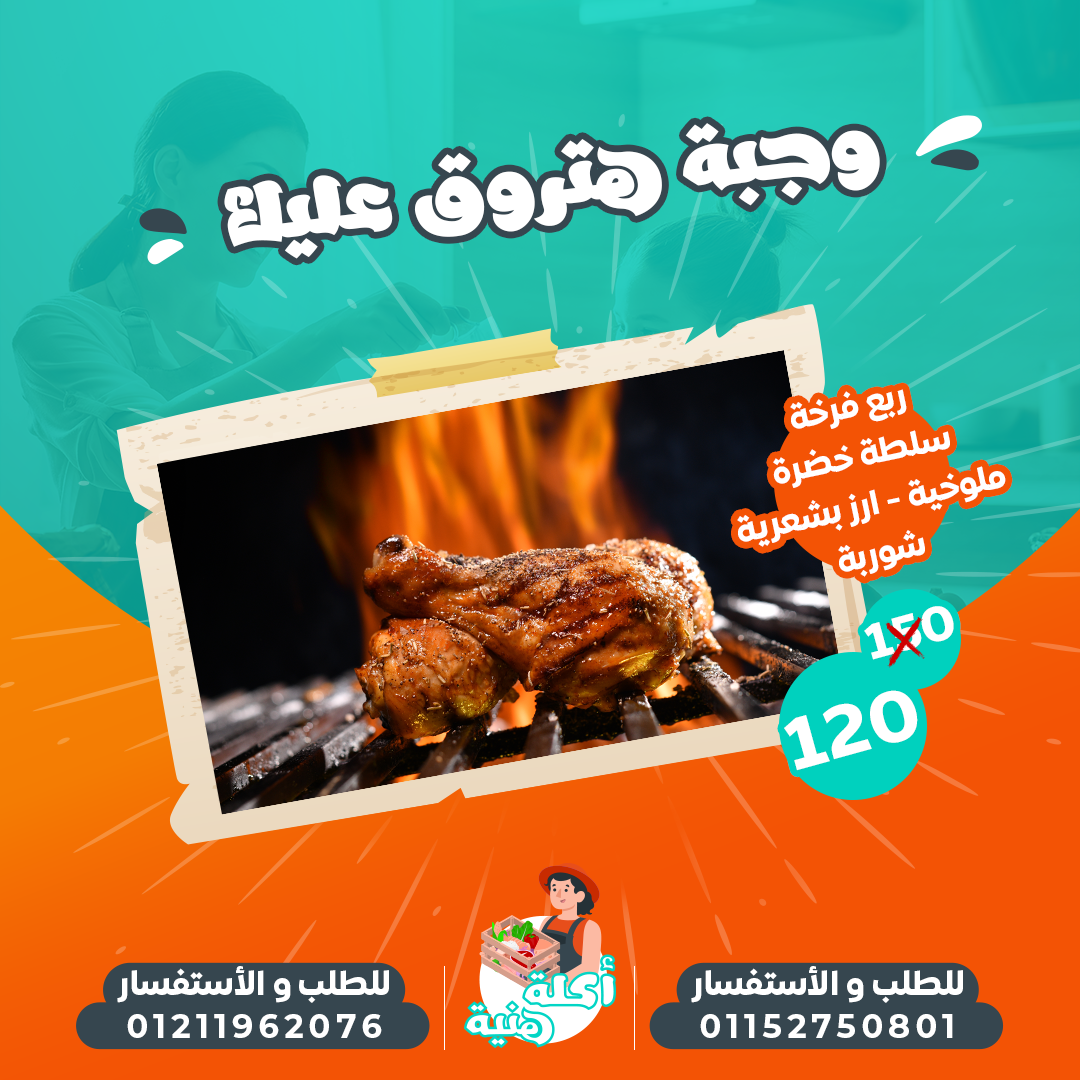 وجبة هتروق عليك
ربع فرخة
سلطة خضرة
ملوخية - ارز بشعرية
شوربة
150
120
للطلب و الأستفسار
01152750801
أكلة
هنية
للطلب و الأستفسار
01211962076